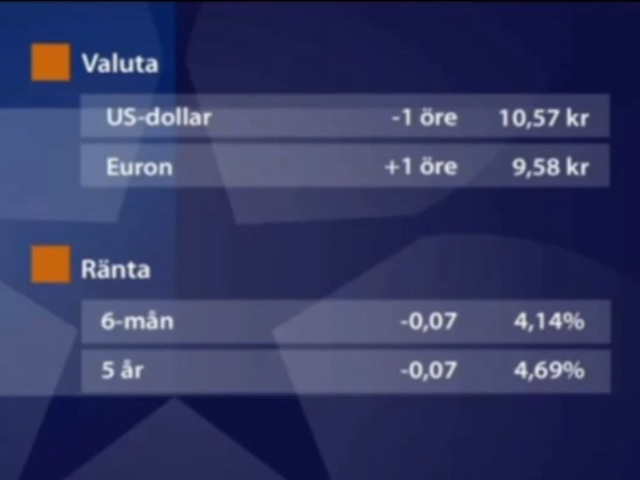 Valuta
US-dollar -1 öre 10,57 kr
Euron +1 öre 9,58 kr
Ränta
6-mån -0,07 4,14%
5 år -0,07 4,69%